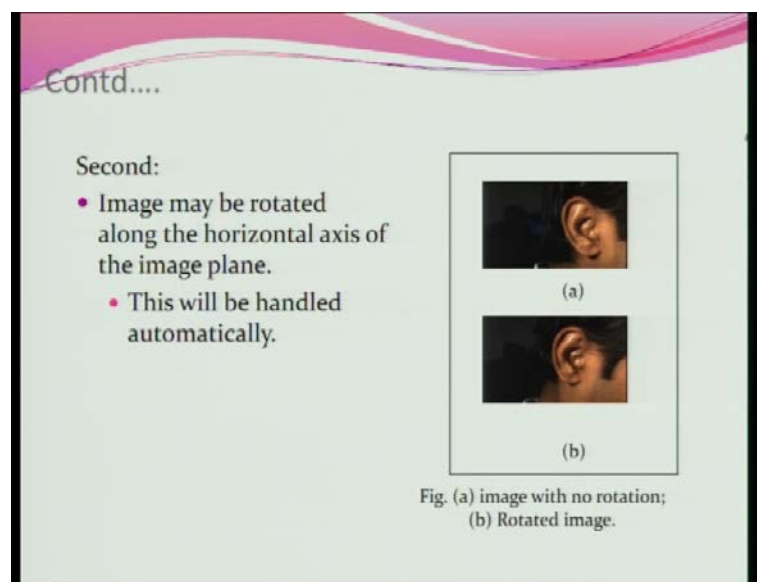 Contd....
Second:
• Image may be rotated
along the horizontal axis of
the image plane.
• This will be handled
automatically.
(a)
(b)
Fig. (a) image with no rotation;
(b) Rotated image.